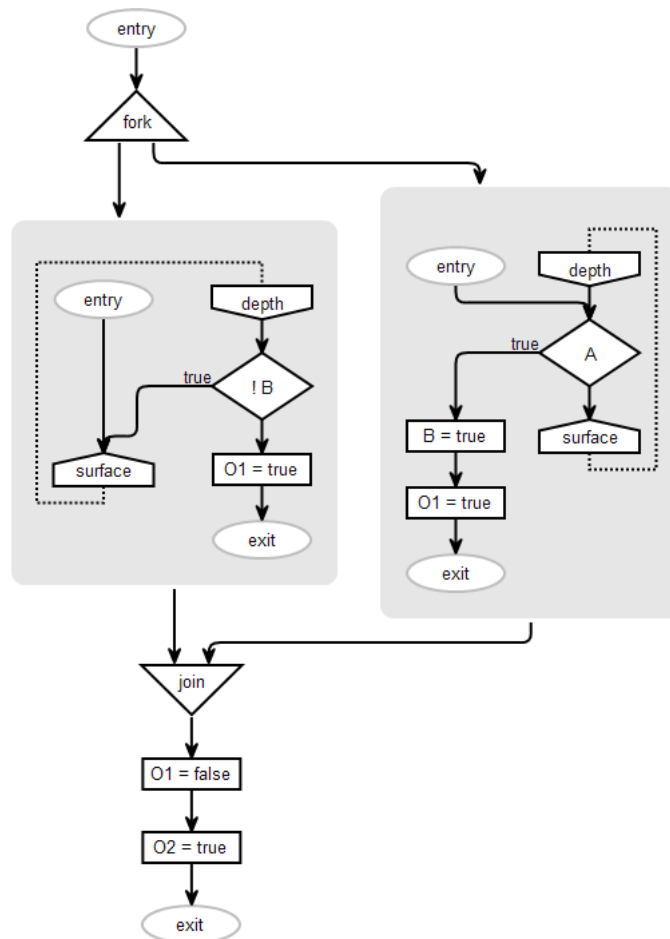 entry
fork
entry
depth
true
! B
surface
O1 = true
exit
entry
depth
true
A
B = true
surface
O1 = true
exit
join
O1 = false
O2 = true
exit